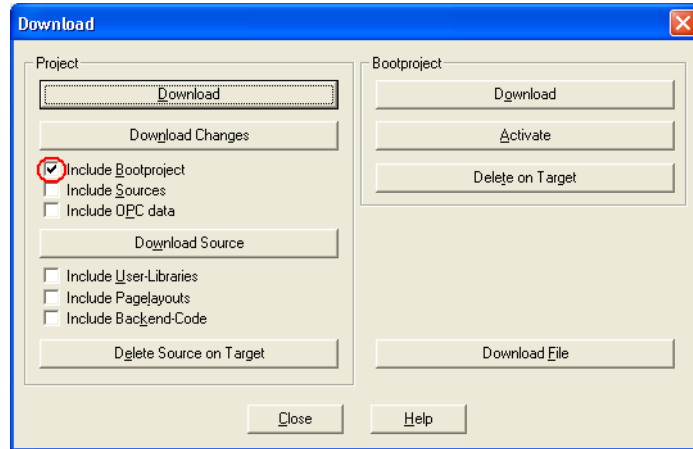 Download
Project
Download
Download Changes
Include Bootproject
Include Sources
Include OPC data
Download Source
Include User-Libraries
Include Pagelayouts
Include Backend-Code
Delete Source on Target
Bootproject
Download
Activate
Delete on Target
Download File
Close
Help